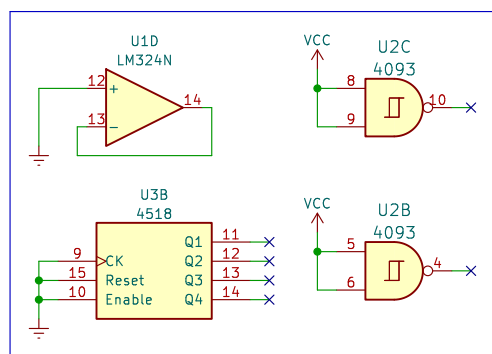 U1D
LM324N
12
+
13
−
14
VCC
U2C
4093
8
9
10
U3B
4518
9
CK
15
Reset
10
Enable
Q1
11
Q2
12
Q3
13
Q4
14
VCC
U2B
4093
5
6
4